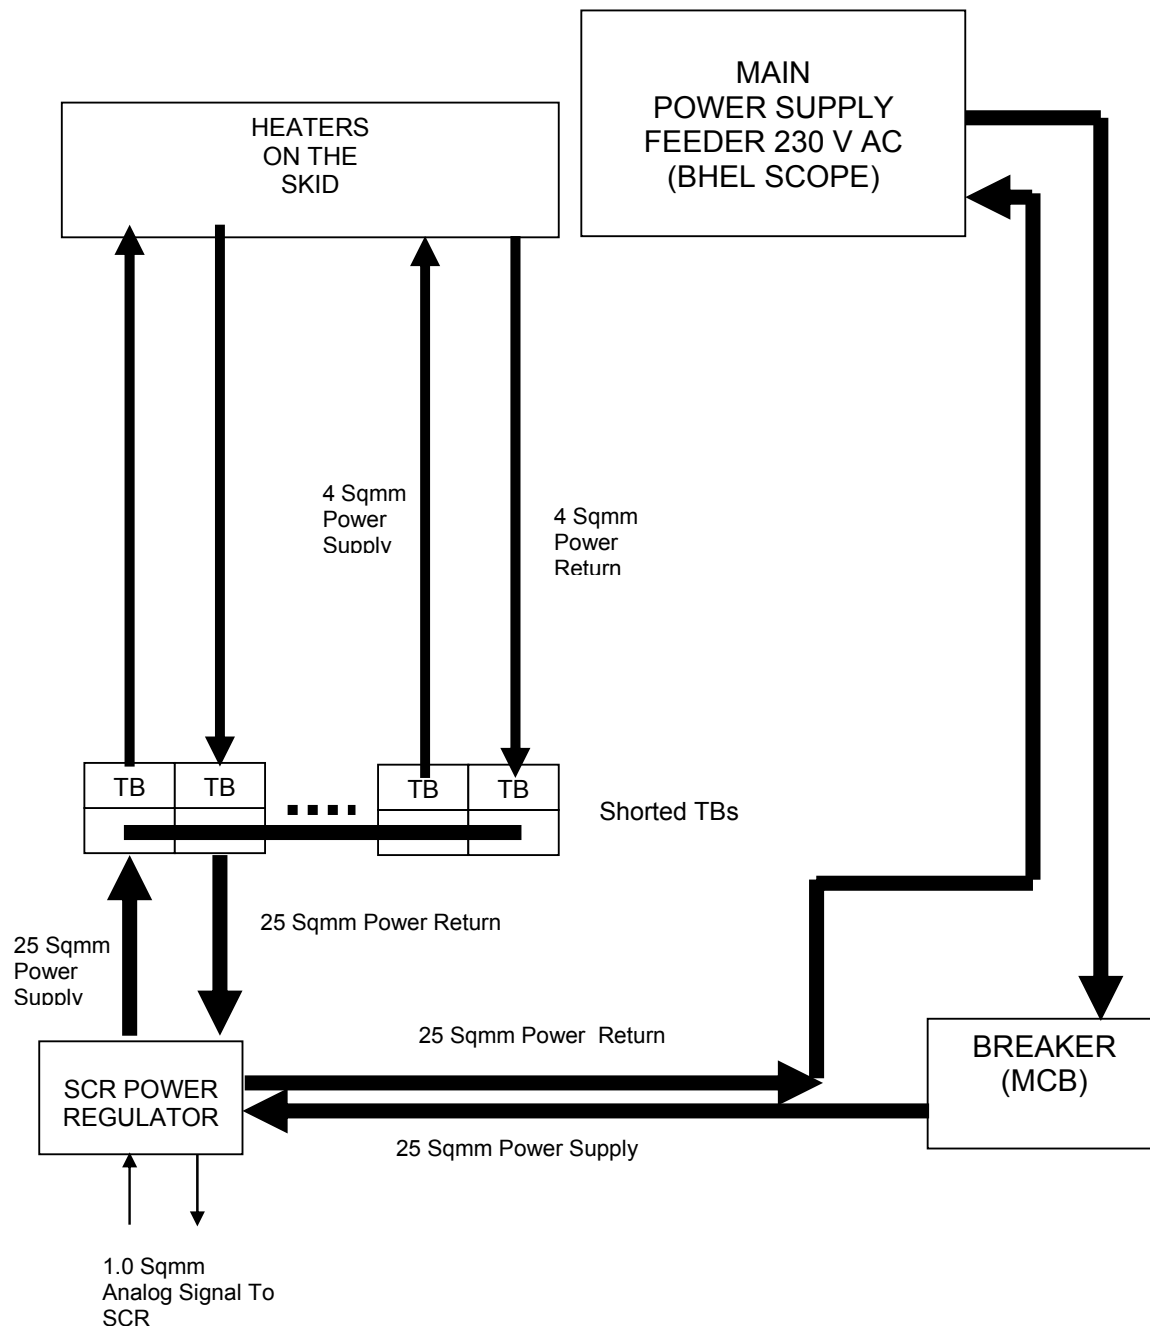 MAIN
POWER SUPPLY
FEEDER 230 V AC
(BHEL SCOPE)
HEATERS
ON THE
SKID
4 Sqmm
Power
Supply
4 Sqmm
Power
Return
TB
TB
TB
TB
Shorted TBs
25 Sqmm Power Return
25 Sqmm
Power
Supply
25 Sqmm Power Return
BREAKER
(MCB)
SCR POWER
REGULATOR
25 Sqmm Power Supply
1.0 Sqmm
Analog Signal To
SCR